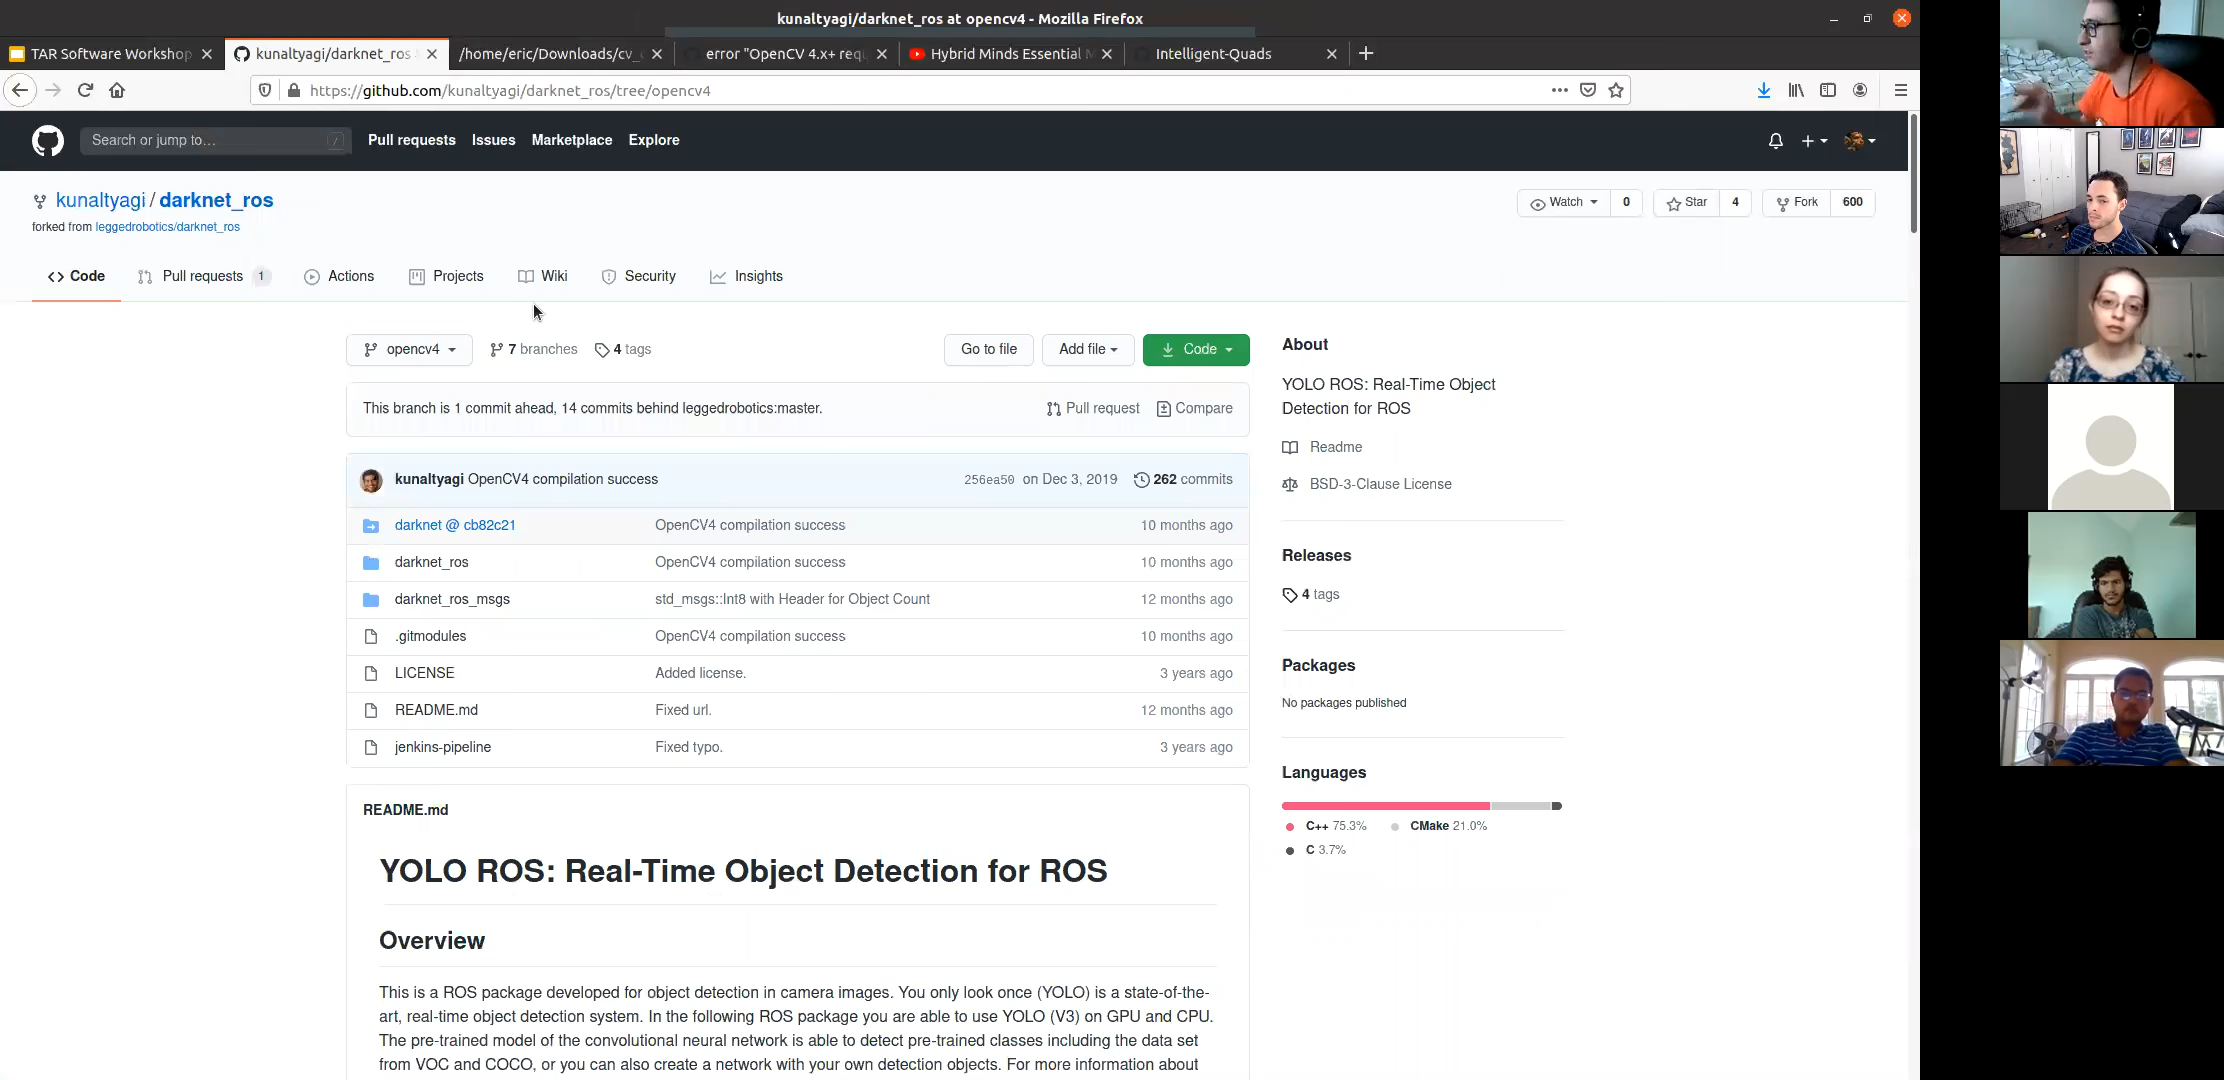 kunaltyagi/darknet_ros at opencv4 - Mozilla Firefox
TAR Software Workshop
kunaltyagi/darknet_ros
/home/eric/Downloads/cv_
error "OpenCV 4.x+ requ
Hybrid Minds Essential M
Intelligent-Quads
https://github.com/kunaltyagi/darknet_ros/tree/opencv4
Search or jump to… /
Pull requests
Issues
Marketplace
Explore
kunaltyagi / darknet_ros
forked from leggedrobotics/darknet_ros
Watch 0
Star 4
Fork 600
Code
Pull requests 1
Actions
Projects
Wiki
Security
Insights
opencv4
7 branches
4 tags
Go to file
Add file
Code
This branch is 1 commit ahead, 14 commits behind leggedrobotics:master.
Pull request
Compare
kunaltyagi OpenCV4 compilation success 256ea50 on Dec 3, 2019 262 commits
darknet @ cb82c21 OpenCV4 compilation success 10 months ago
darknet_ros OpenCV4 compilation success 10 months ago
darknet_ros_msgs std_msgs::Int8 with Header for Object Count 12 months ago
.gitmodules OpenCV4 compilation success 10 months ago
LICENSE Added license. 3 years ago
README.md Fixed url. 12 months ago
jenkins-pipeline Fixed typo. 3 years ago
README.md
YOLO ROS: Real-Time Object Detection for ROS
Overview
This is a ROS package developed for object detection in camera images. You only look once (YOLO) is a state-of-the-
art, real-time object detection system. In the following ROS package you are able to use YOLO (V3) on GPU and CPU.
The pre-trained model of the convolutional neural network is able to detect pre-trained classes including the data set
from VOC and COCO, or you can also create a network with your own detection objects. For more information about
About
YOLO ROS: Real-Time Object
Detection for ROS
Readme
BSD-3-Clause License
Releases
4 tags
Packages
No packages published
Languages
C++ 75.3%
CMake 21.0%
C 3.7%